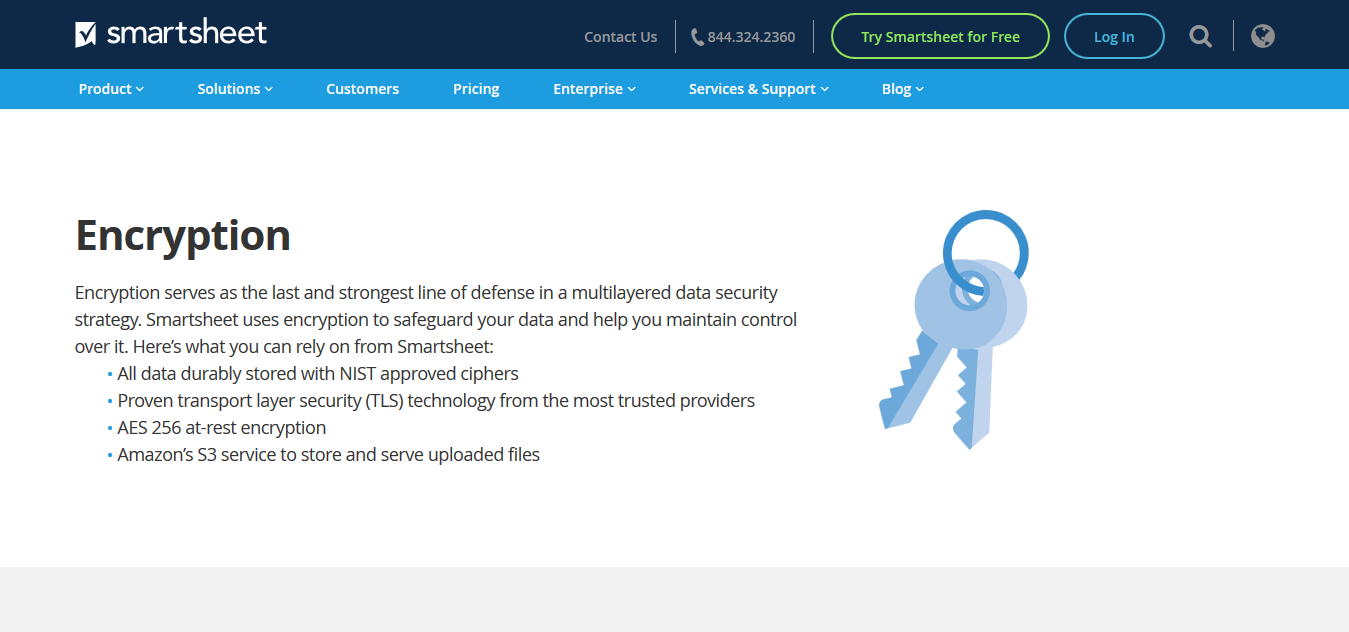 smartsheet
Contact Us
844.324.2360
Try Smartsheet for Free
Log In
Product
Solutions
Customers
Pricing
Enterprise
Services & Support
Blog
Encryption
Encryption serves as the last and strongest line of defense in a multilayered data security
strategy. Smartsheet uses encryption to safeguard your data and help you maintain control
over it. Here’s what you can rely on from Smartsheet:
• All data durably stored with NIST approved ciphers
• Proven transport layer security (TLS) technology from the most trusted providers
• AES 256 at-rest encryption
• Amazon’s S3 service to store and serve uploaded files